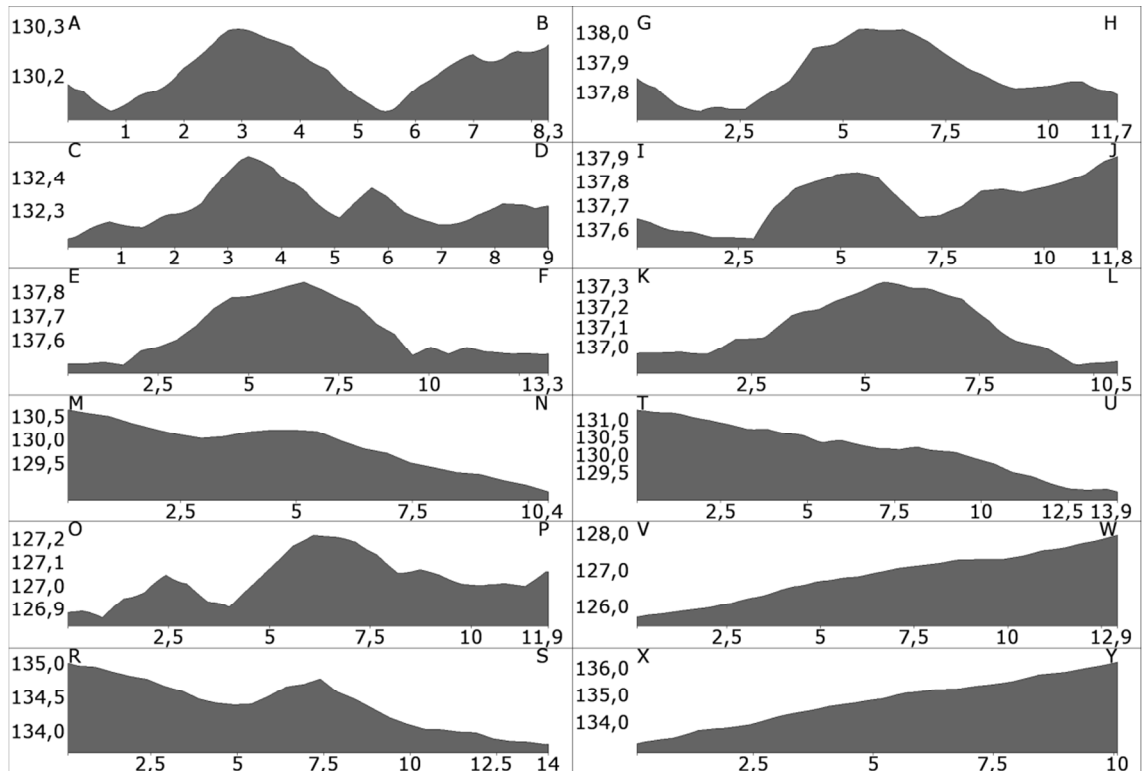 A B
130,3
130,2
1 2 3 4 5 6 7 8,3
G H
138,0
137,9
137,8
2,5 5 7,5 10 11,7
C D
132,4
132,3
1 2 3 4 5 6 7 8 9
I J
137,9
137,8
137,7
137,6
2,5 5 7,5 10 11,8
E F
137,8
137,7
137,6
2,5 5 7,5 10 13,3
K L
137,3
137,2
137,1
137,0
2,5 5 7,5 10,5
M N
130,5
130,0
129,5
2,5 5 7,5 10,4
T U
131,0
130,5
130,0
129,5
2,5 5 7,5 10 12,5 13,9
O P
127,2
127,1
127,0
126,9
2,5 5 7,5 10 11,9
V W
128,0
127,0
126,0
2,5 5 7,5 10 12,9
R S
135,0
134,5
134,0
2,5 5 7,5 10 12,5 14
X Y
136,0
135,0
134,0
2,5 5 7,5 10